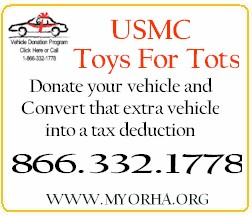 Vehicle Donation Program
Click Here or Call
1-866-332-1778
USMC
Toys For Tots
Donate your vehicle and
Convert that extra vehicle
into a tax deduction
866.332.1778
WWW.MYORHA.ORG